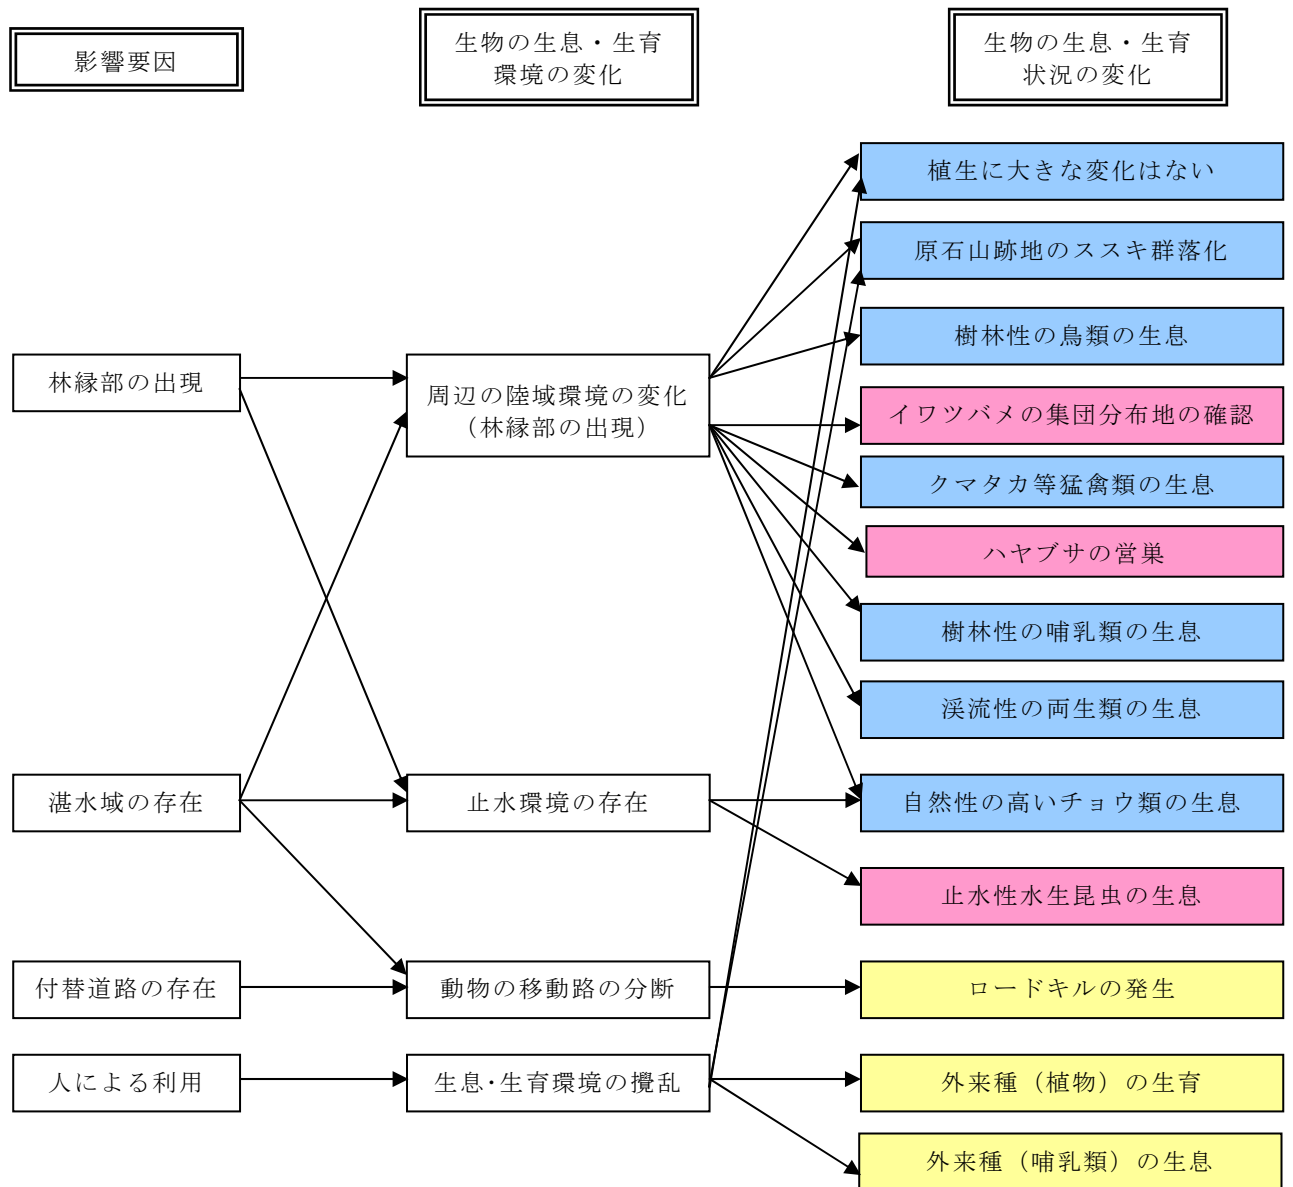 影響要因
生物の生息・生育
環境の変化
生物の生息・生育
状況の変化
植生に大きな変化はない
原石山跡地のススキ群落化
樹林性の鳥類の生息
林縁部の出現
周辺の陸域環境の変化
（林縁部の出現）
イワツバメの集団分布地の確認
クマタカ等猛禽類の生息
ハヤブサの営巣
樹林性の哺乳類の生息
渓流性の両生類の生息
湛水域の存在
止水環境の存在
自然性の高いチョウ類の生息
止水性水生昆虫の生息
付替道路の存在
動物の移動路の分断
ロードキルの発生
人による利用
生息･生育環境の攪乱
外来種（植物）の生育
外来種（哺乳類）の生息